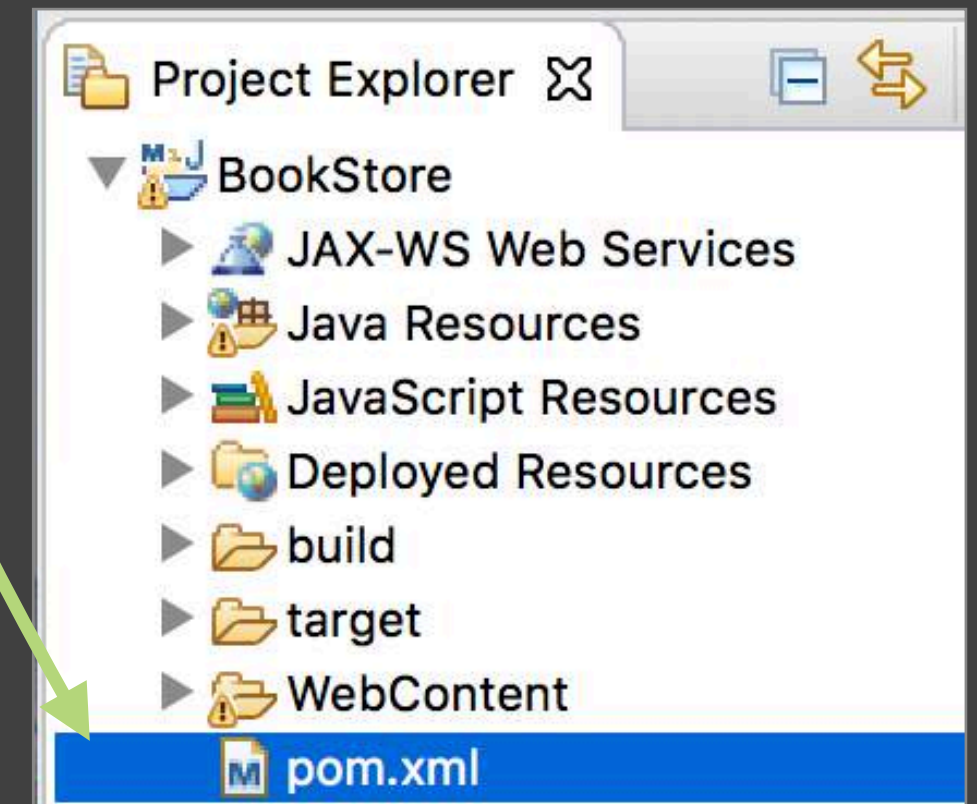 Project Explorer
BookStore
JAX-WS Web Services
Java Resources
JavaScript Resources
Deployed Resources
build
target
WebContent
pom.xml